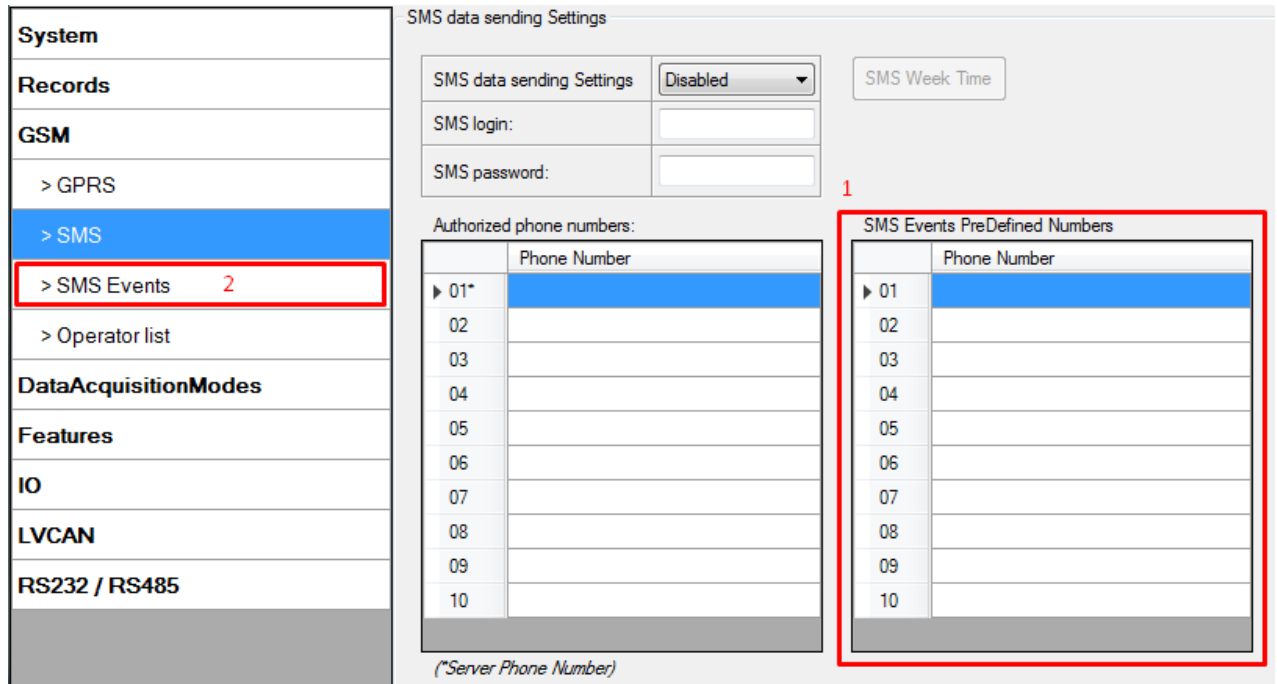 System
Records
GSM
> GPRS
> SMS
> SMS Events 2
> Operator list
DataAcquisitionModes
Features
IO
LVCAN
RS232 / RS485
SMS data sending Settings
SMS data sending Settings Disabled SMS Week Time
SMS login:
SMS password:
1
Authorized phone numbers:
Phone Number
01*
02
03
04
05
06
07
08
09
10
(*Server Phone Number)
SMS Events PreDefined Numbers
Phone Number
01
02
03
04
05
06
07
08
09
10